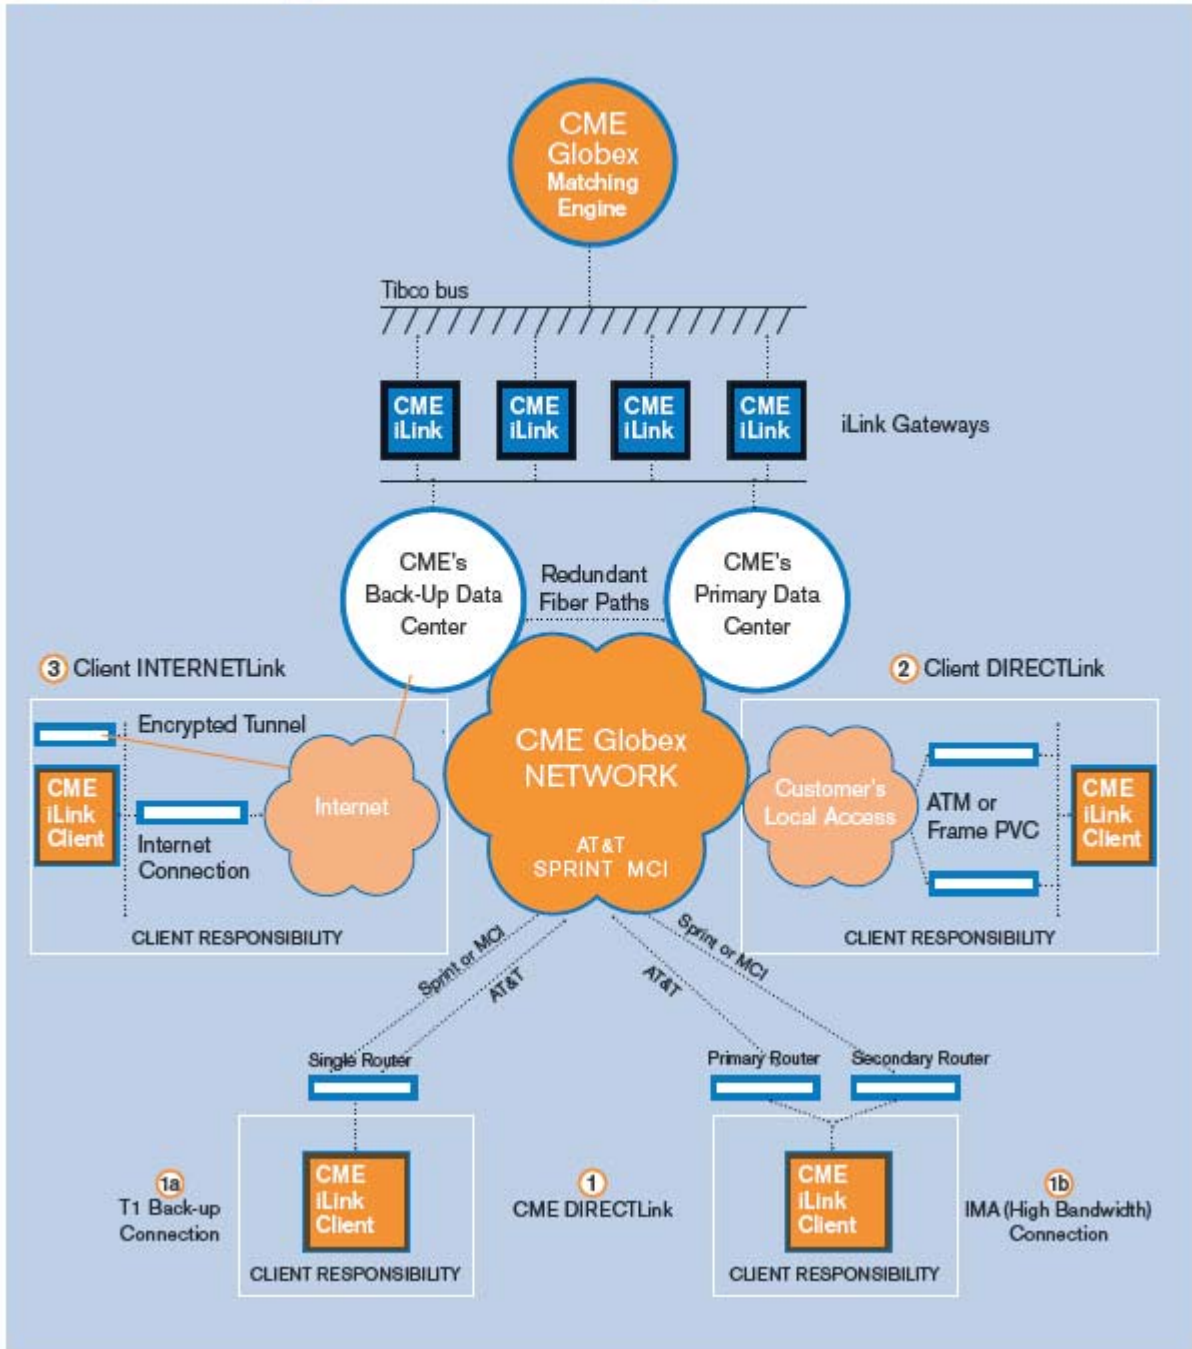 CME
Globex
Matching
Engine
Tibco bus
CME
iLink
CME
iLink
CME
iLink
CME
iLink
iLink Gateways
CME's
Back-Up Data
Center
Redundant
Fiber Paths
CME's
Primary Data
Center
3 Client INTERNETLink
2 Client DIRECTLink
Encrypted Tunnel
CME
iLink
Client
Internet
Internet
Connection
CLIENT RESPONSIBILITY
CME Globex
NETWORK
AT&T
SPRINT MCI
Customer's
Local Access
ATM or
Frame PVC
CME
iLink
Client
CLIENT RESPONSIBILITY
Sprint or MCI
AT&T
AT&T
Sprint or MCI
Single Router
Primary Router
Secondary Router
1a
T1 Back-up
Connection
CME
iLink
Client
CLIENT RESPONSIBILITY
1
CME DIRECTLink
CME
iLink
Client
CLIENT RESPONSIBILITY
1b
IMA (High Bandwidth)
Connection